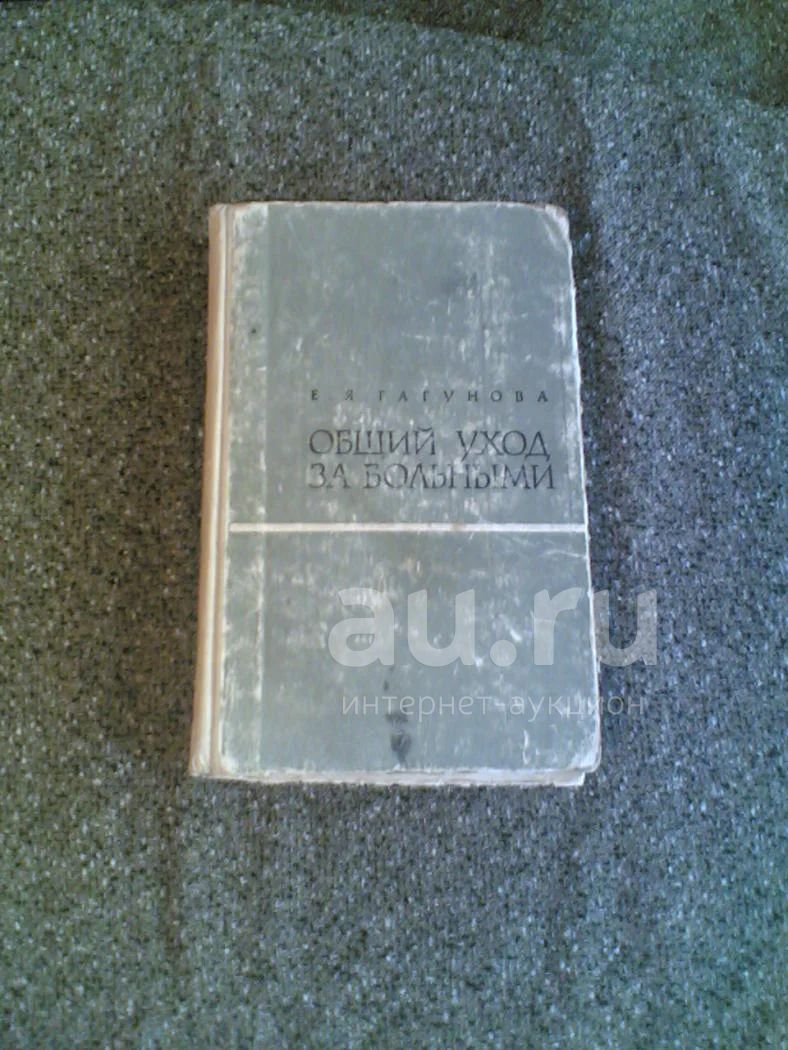 Е. Я ГАГУНОВА
ОБЩИЙ УХОД
ЗА БОЛЬНЫМИ
au.ru
интернет-аукцион